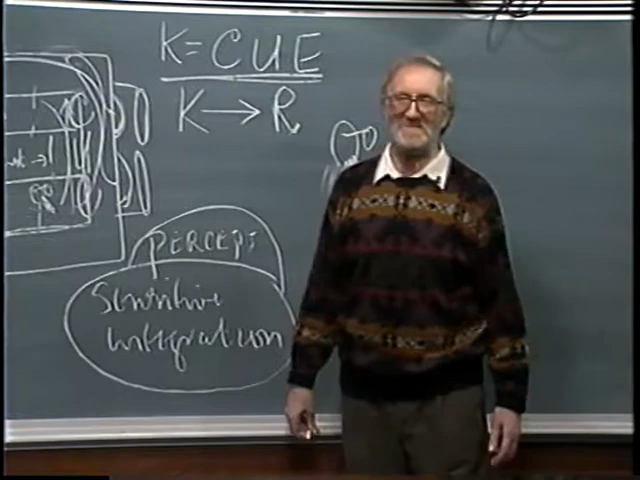 K=CUE
K→R
PERCEPT
Sensitive
integration